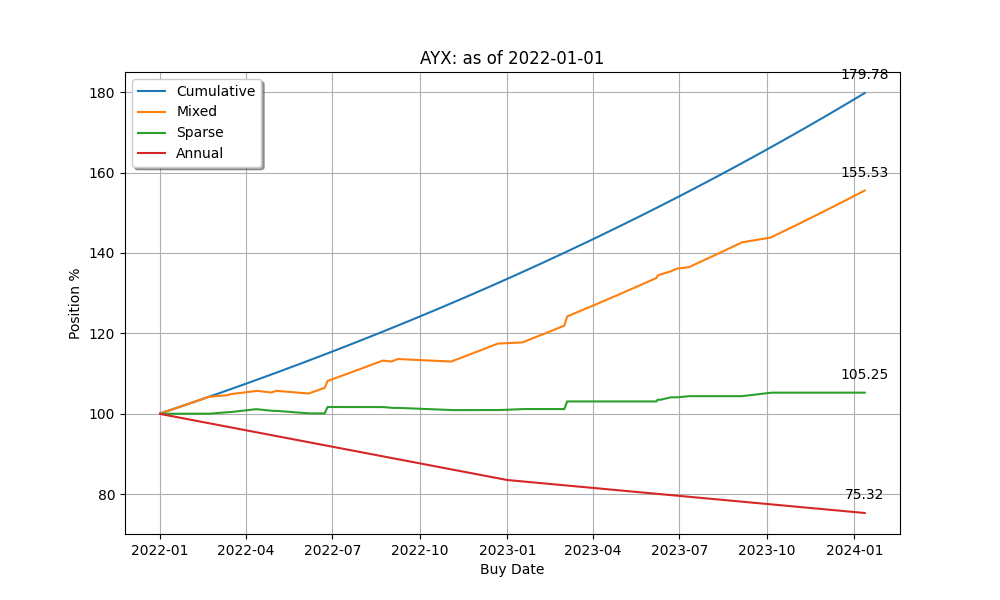 AYX: as of 2022-01-01
179.78
180
Cumulative
Mixed
Sparse
Annual
160
155.53
140
Position %
120
105.25
100
80
75.32
2022-01 2022-04 2022-07 2022-10 2023-01 2023-04 2023-07 2023-10 2024-01
Buy Date